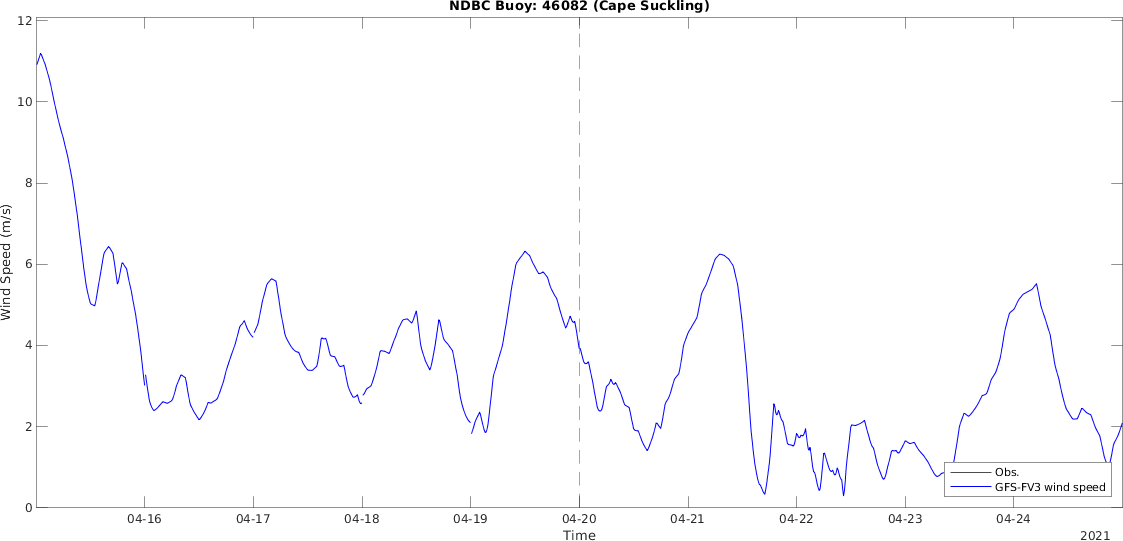 NDBC Buoy: 46082 (Cape Suckling)
12
10
8
6
4
2
0
Wind Speed (m/s)
Obs.
GFS-FV3 wind speed
04-16 04-17 04-18 04-19 04-20 04-21 04-22 04-23 04-24
Time
2021